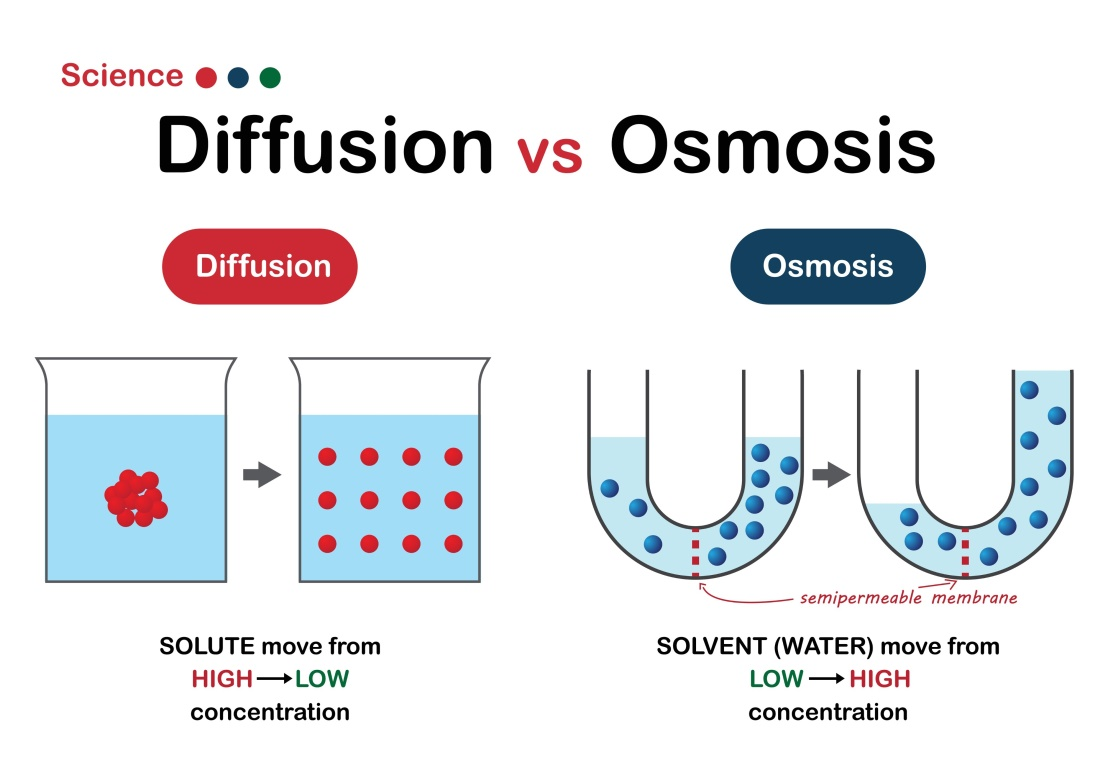 Science
Diffusion vs Osmosis
Diffusion
Osmosis
semipermeable membrane
SOLUTE move from
HIGH → LOW
concentration
SOLVENT (WATER) move from
LOW → HIGH
concentration